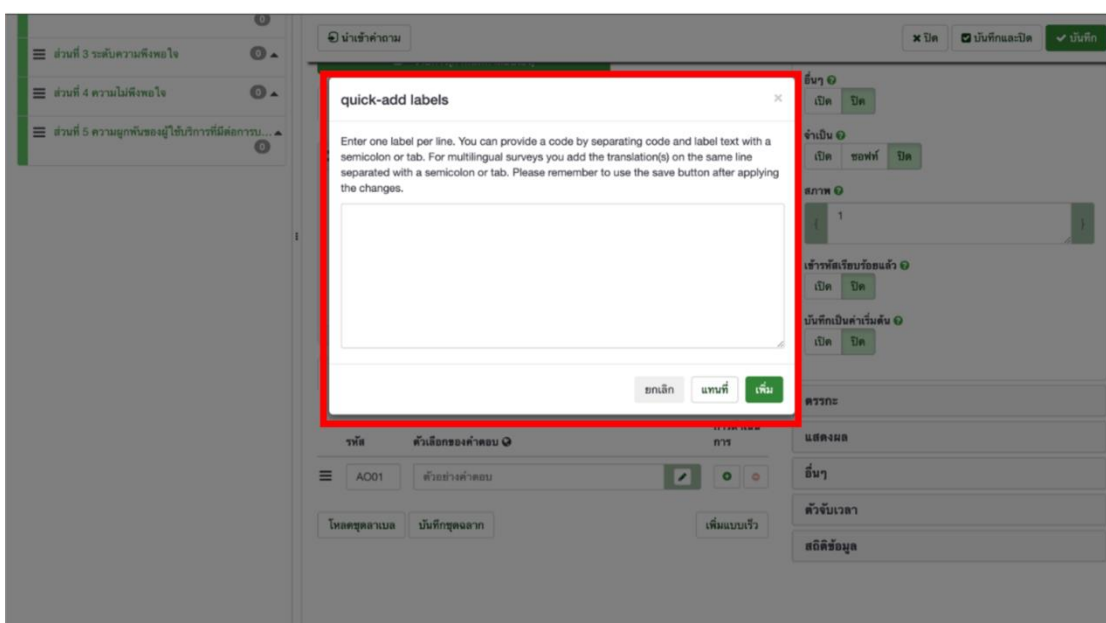 0
ส่วนที่ 3 ระดับความพึงพอใจ 0
ส่วนที่ 4 ความไม่พึงพอใจ 0
ส่วนที่ 5 ความผูกพันของผู้ใช้บริการที่มีต่อการบ...
0
นำเข้าคำถาม
ปิด
บันทึกและปิด
บันทึก
quick-add labels
×
Enter one label per line. You can provide a code by separating code and label text with a
semicolon or tab. For multilingual surveys you add the translation(s) on the same line
separated with a semicolon or tab. Please remember to use the save button after applying
the changes.
ยกเลิก แทนที่ เพิ่ม
อื่นๆ
เปิด ปิด
จำเป็น
เปิด ซอฟท์ ปิด
สภาพ
{ 1 }
เข้ารหัสเรียบร้อยแล้ว
เปิด ปิด
บันทึกเป็นค่าเริ่มต้น
เปิด ปิด
ตรรกะ
แสดงผล
อื่นๆ
ตัวจับเวลา
สถิติข้อมูล
รหัส ตัวเลือกของคำตอบ การ
AO01 ตัวอย่างคำตอบ
โหลดชุดลาเบล บันทึกชุดฉลาก เพิ่มแบบเร็ว